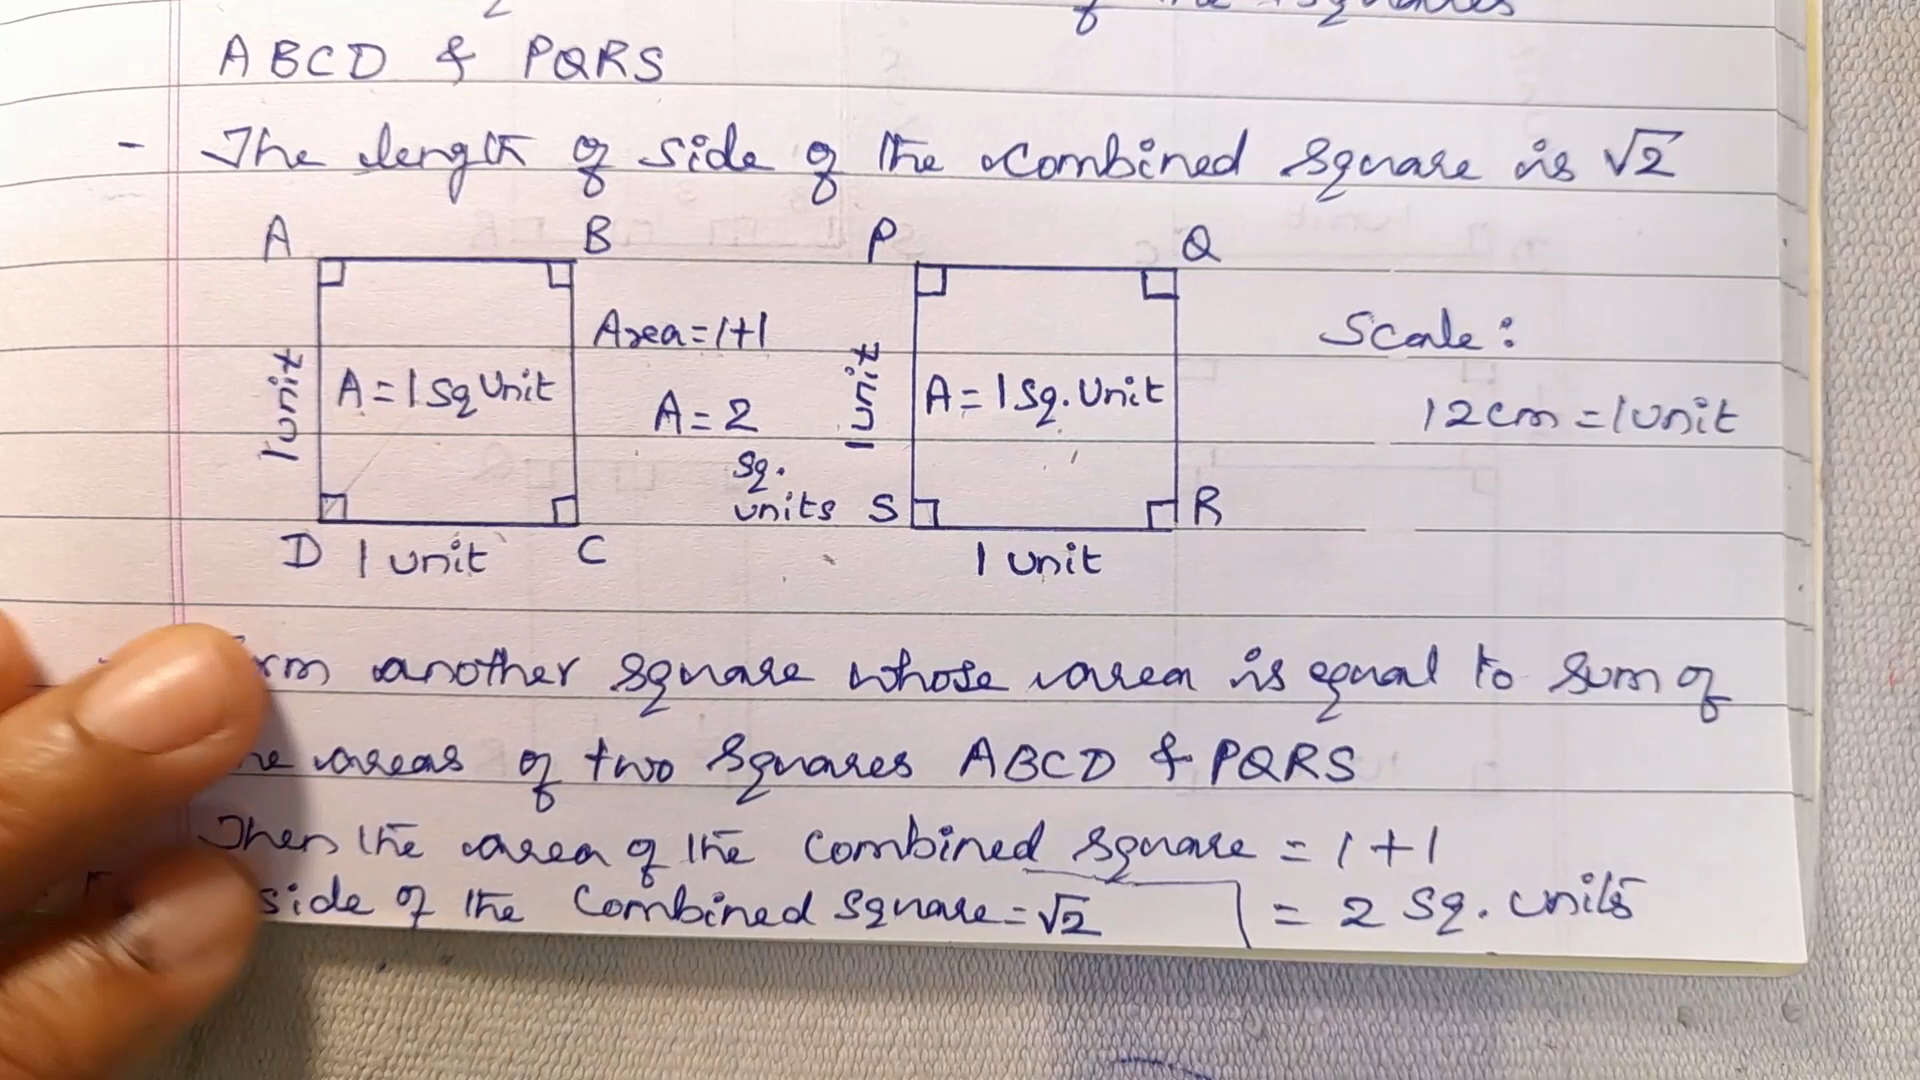 of the squares
ABCD & PQRS
- The length of side of the combined square is √2
A B P Q
Area = 1+1
Scale:
1 unit A = 1 Sq Unit A = 2 1 unit A = 1 Sq. Unit 12cm = 1 unit
sq.
units S R
D 1 unit C 1 unit
another square whose area is equal to sum of
areas of two squares ABCD & PQRS
Then the area of the combined square = 1+1
side of the combined square = √2 = 2 sq. units